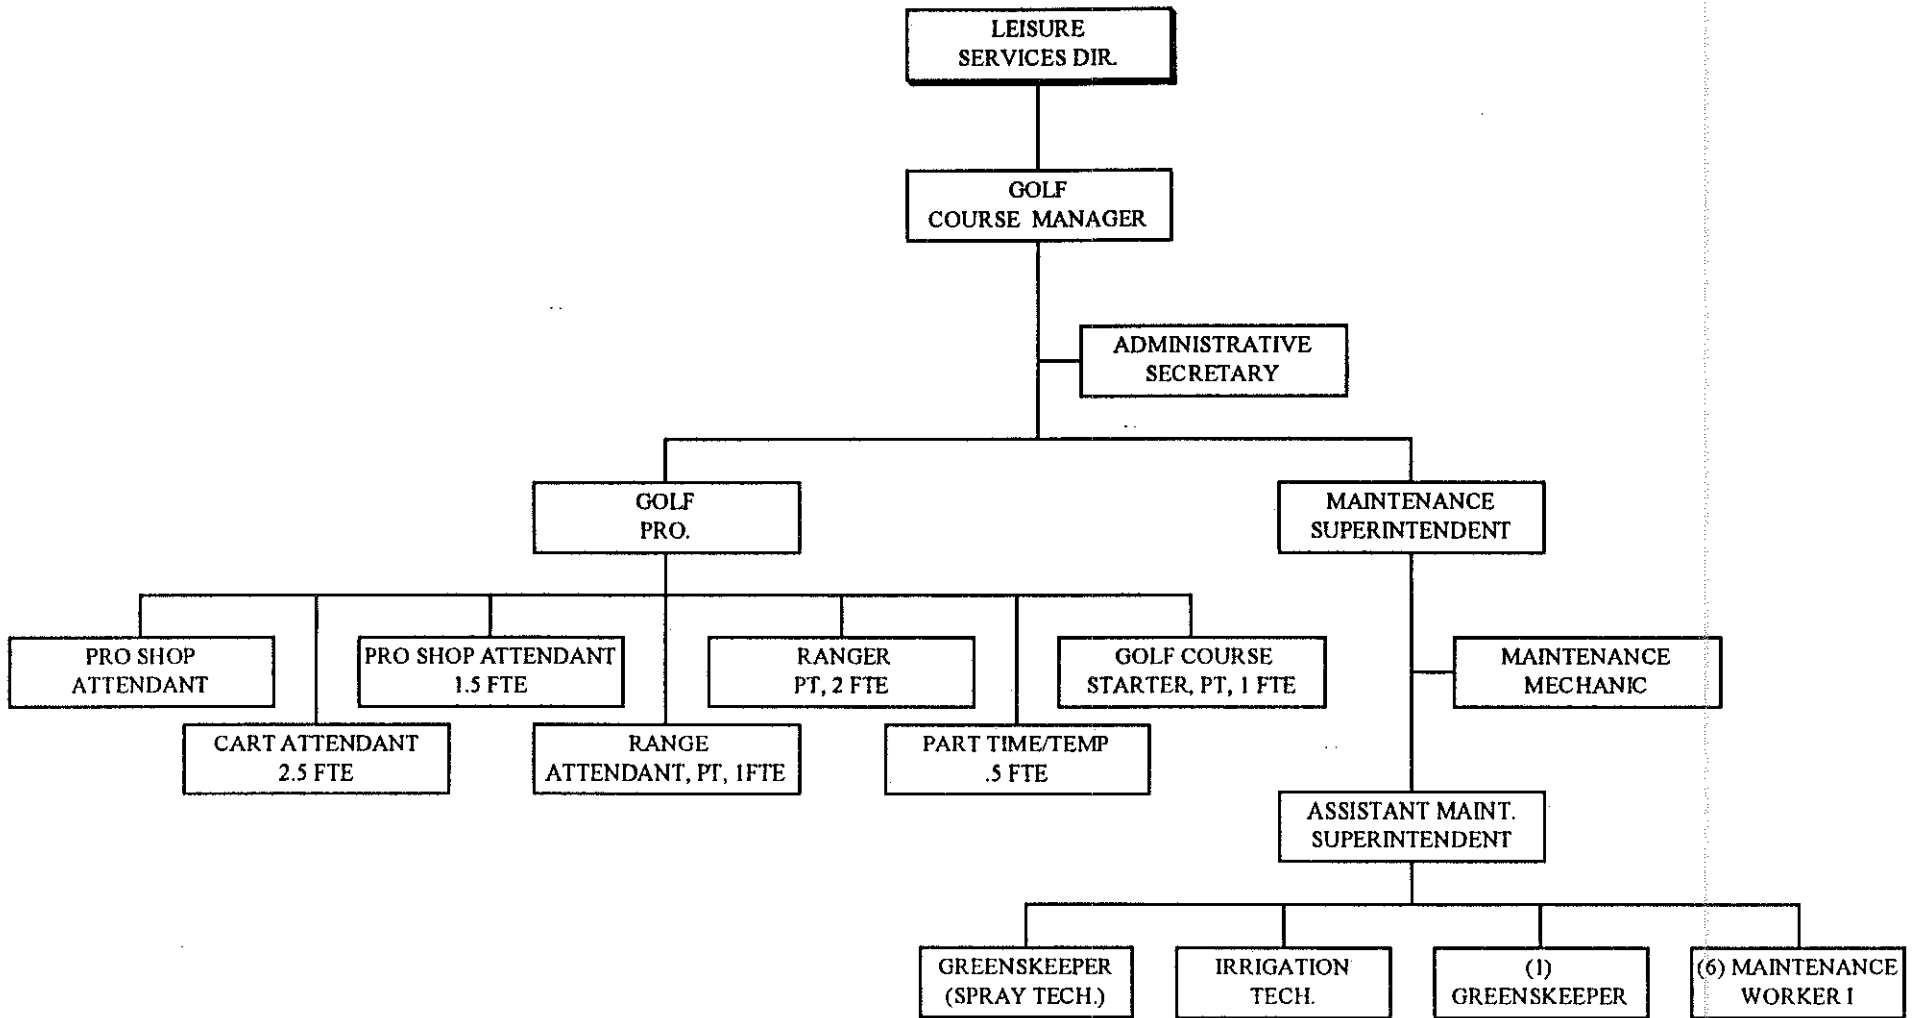 LEISURE
SERVICES DIR.
GOLF
COURSE MANAGER
ADMINISTRATIVE
SECRETARY
GOLF
PRO.
MAINTENANCE
SUPERINTENDENT
PRO SHOP
ATTENDANT
PRO SHOP ATTENDANT
1.5 FTE
RANGER
PT, 2 FTE
GOLF COURSE
STARTER, PT, 1 FTE
MAINTENANCE
MECHANIC
CART ATTENDANT
2.5 FTE
RANGE
ATTENDANT, PT, 1FTE
PART TIME/TEMP
.5 FTE
ASSISTANT MAINT.
SUPERINTENDENT
GREENSKEEPER
(SPRAY TECH.)
IRRIGATION
TECH.
(1)
GREENSKEEPER
(6) MAINTENANCE
WORKER I